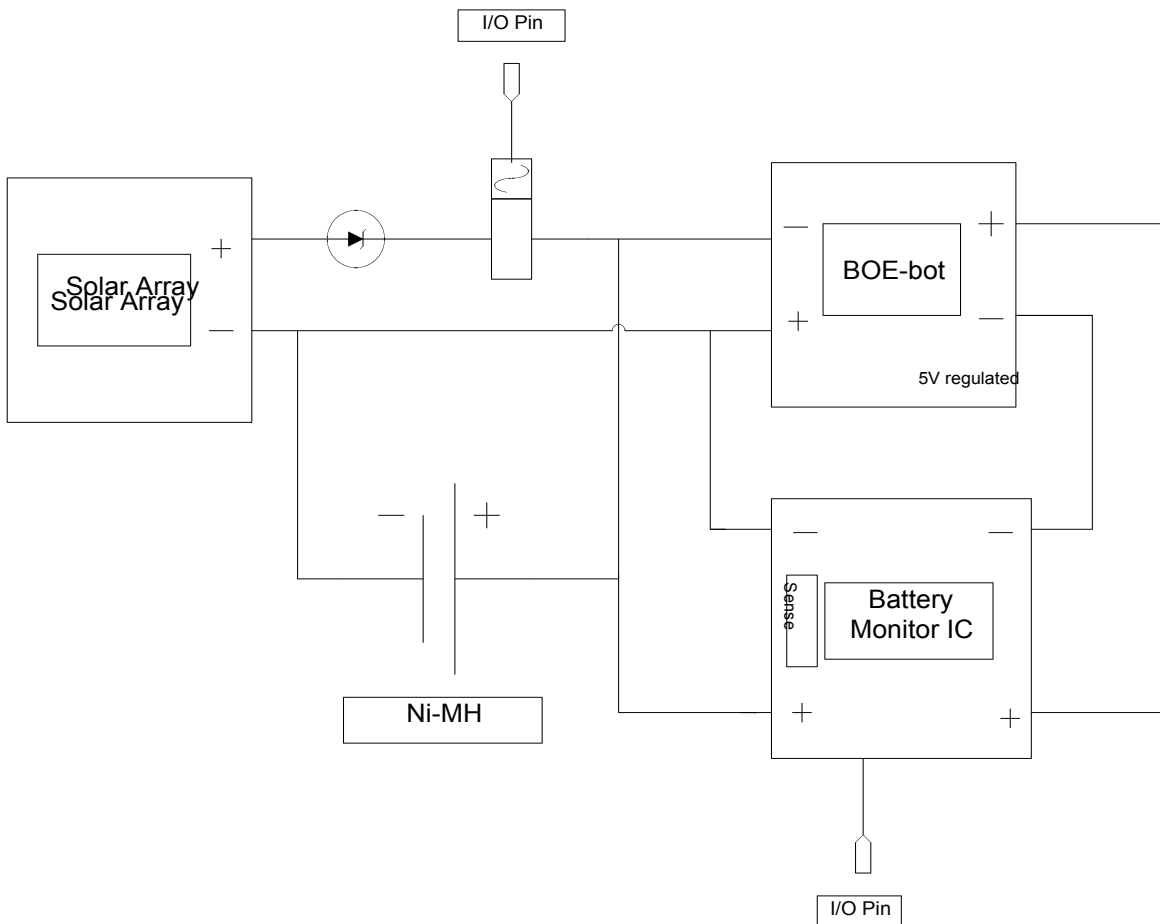 I/O Pin
Solar Array
Solar Array
+
−
−
+
BOE-bot
+
−
5V regulated
−
+
Ni-MH
−
−
Sense
Battery
Monitor IC
+
+
I/O Pin